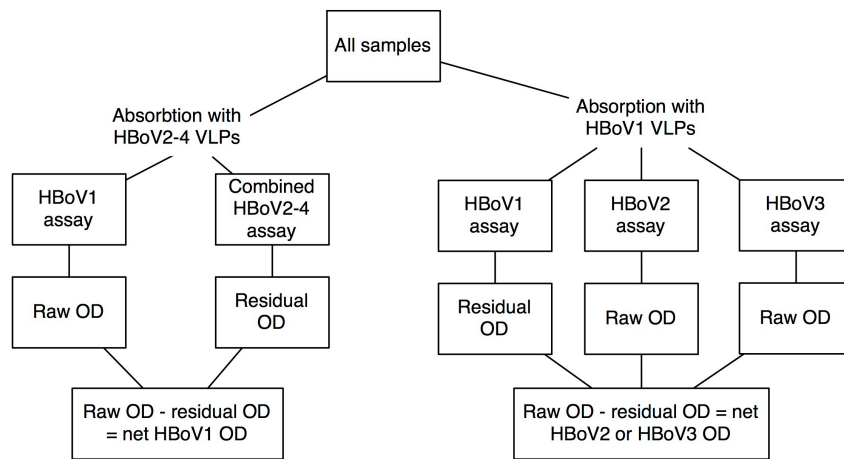 All samples
Absorbtion with
HBoV2-4 VLPs
Absorption with
HBoV1 VLPs
HBoV1
assay
Combined
HBoV2-4
assay
HBoV1
assay
HBoV2
assay
HBoV3
assay
Raw OD
Residual
OD
Residual
OD
Raw OD
Raw OD
Raw OD - residual OD
= net HBoV1 OD
Raw OD - residual OD = net
HBoV2 or HBoV3 OD